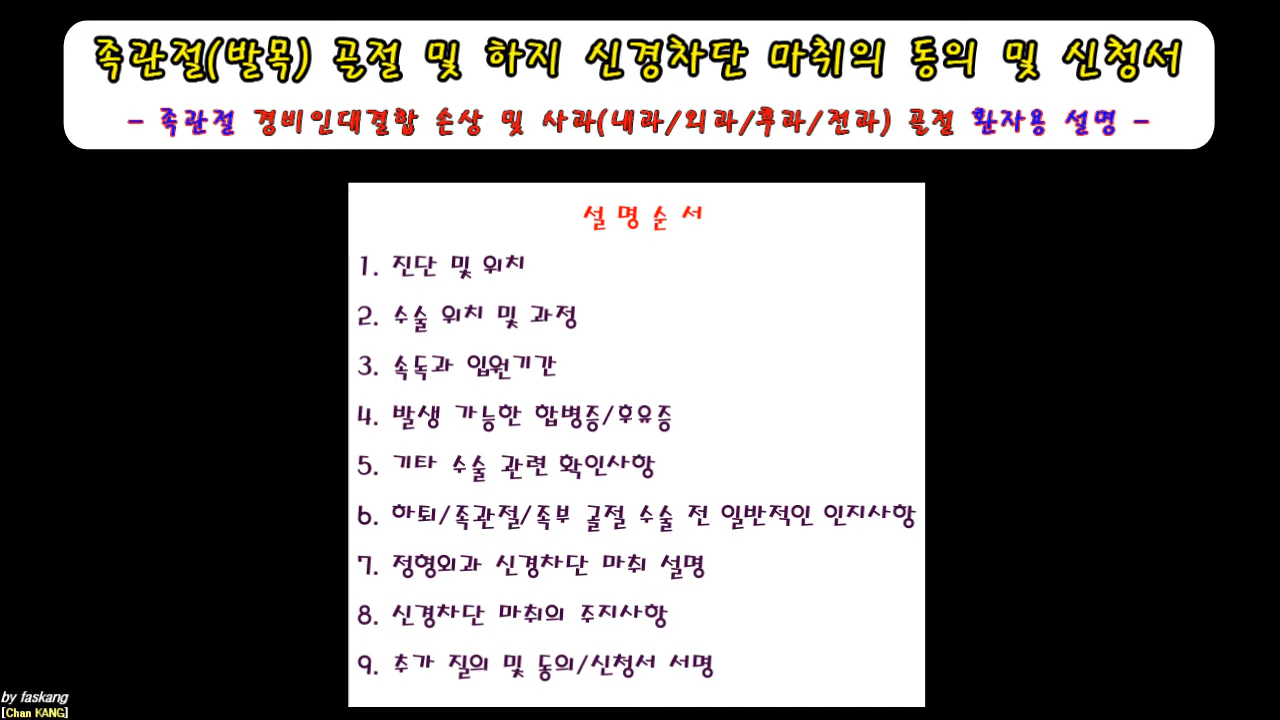 족관절(발목) 골절 및 하지 신경차단 마취의 동의 및 신청서
- 족관절 경비인대결합 손상 및 사과(내과/외과/후과/전과) 골절 환자용 설명 -
설명순서
1. 진단 및 위치
2. 수술 위치 및 과정
3. 속독과 입원기간
4. 발생 가능한 합병증/후유증
5. 기타 수술 관련 확인사항
6. 하퇴/족관절/족부 골절 수술 전 일반적인 인지사항
7. 정형외과 신경차단 마취 설명
8. 신경차단 마취의 주지사항
9. 추가 질의 및 동의/신청서 서명
by faskang
[Chan KANG]